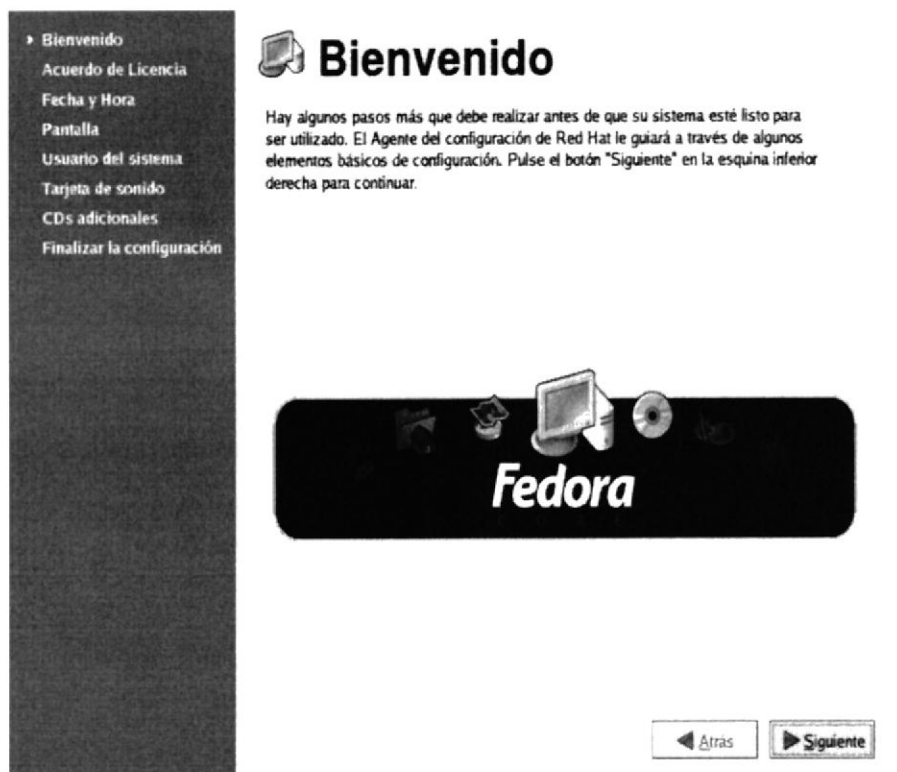 Bienvenido
Acuerdo de Licencia
Fecha y Hora
Pantalla
Usuario del sistema
Tarjeta de sonido
CDs adicionales
Finalizar la configuración
Bienvenido
Hay algunos pasos más que debe realizar antes de que su sistema esté listo para
ser utilizado. El Agente del configuración de Red Hat le guiará a través de algunos
elementos básicos de configuración. Pulse el botón "Siguiente" en la esquina inferior
derecha para continuar.
Fedora
Atrás
Siguiente